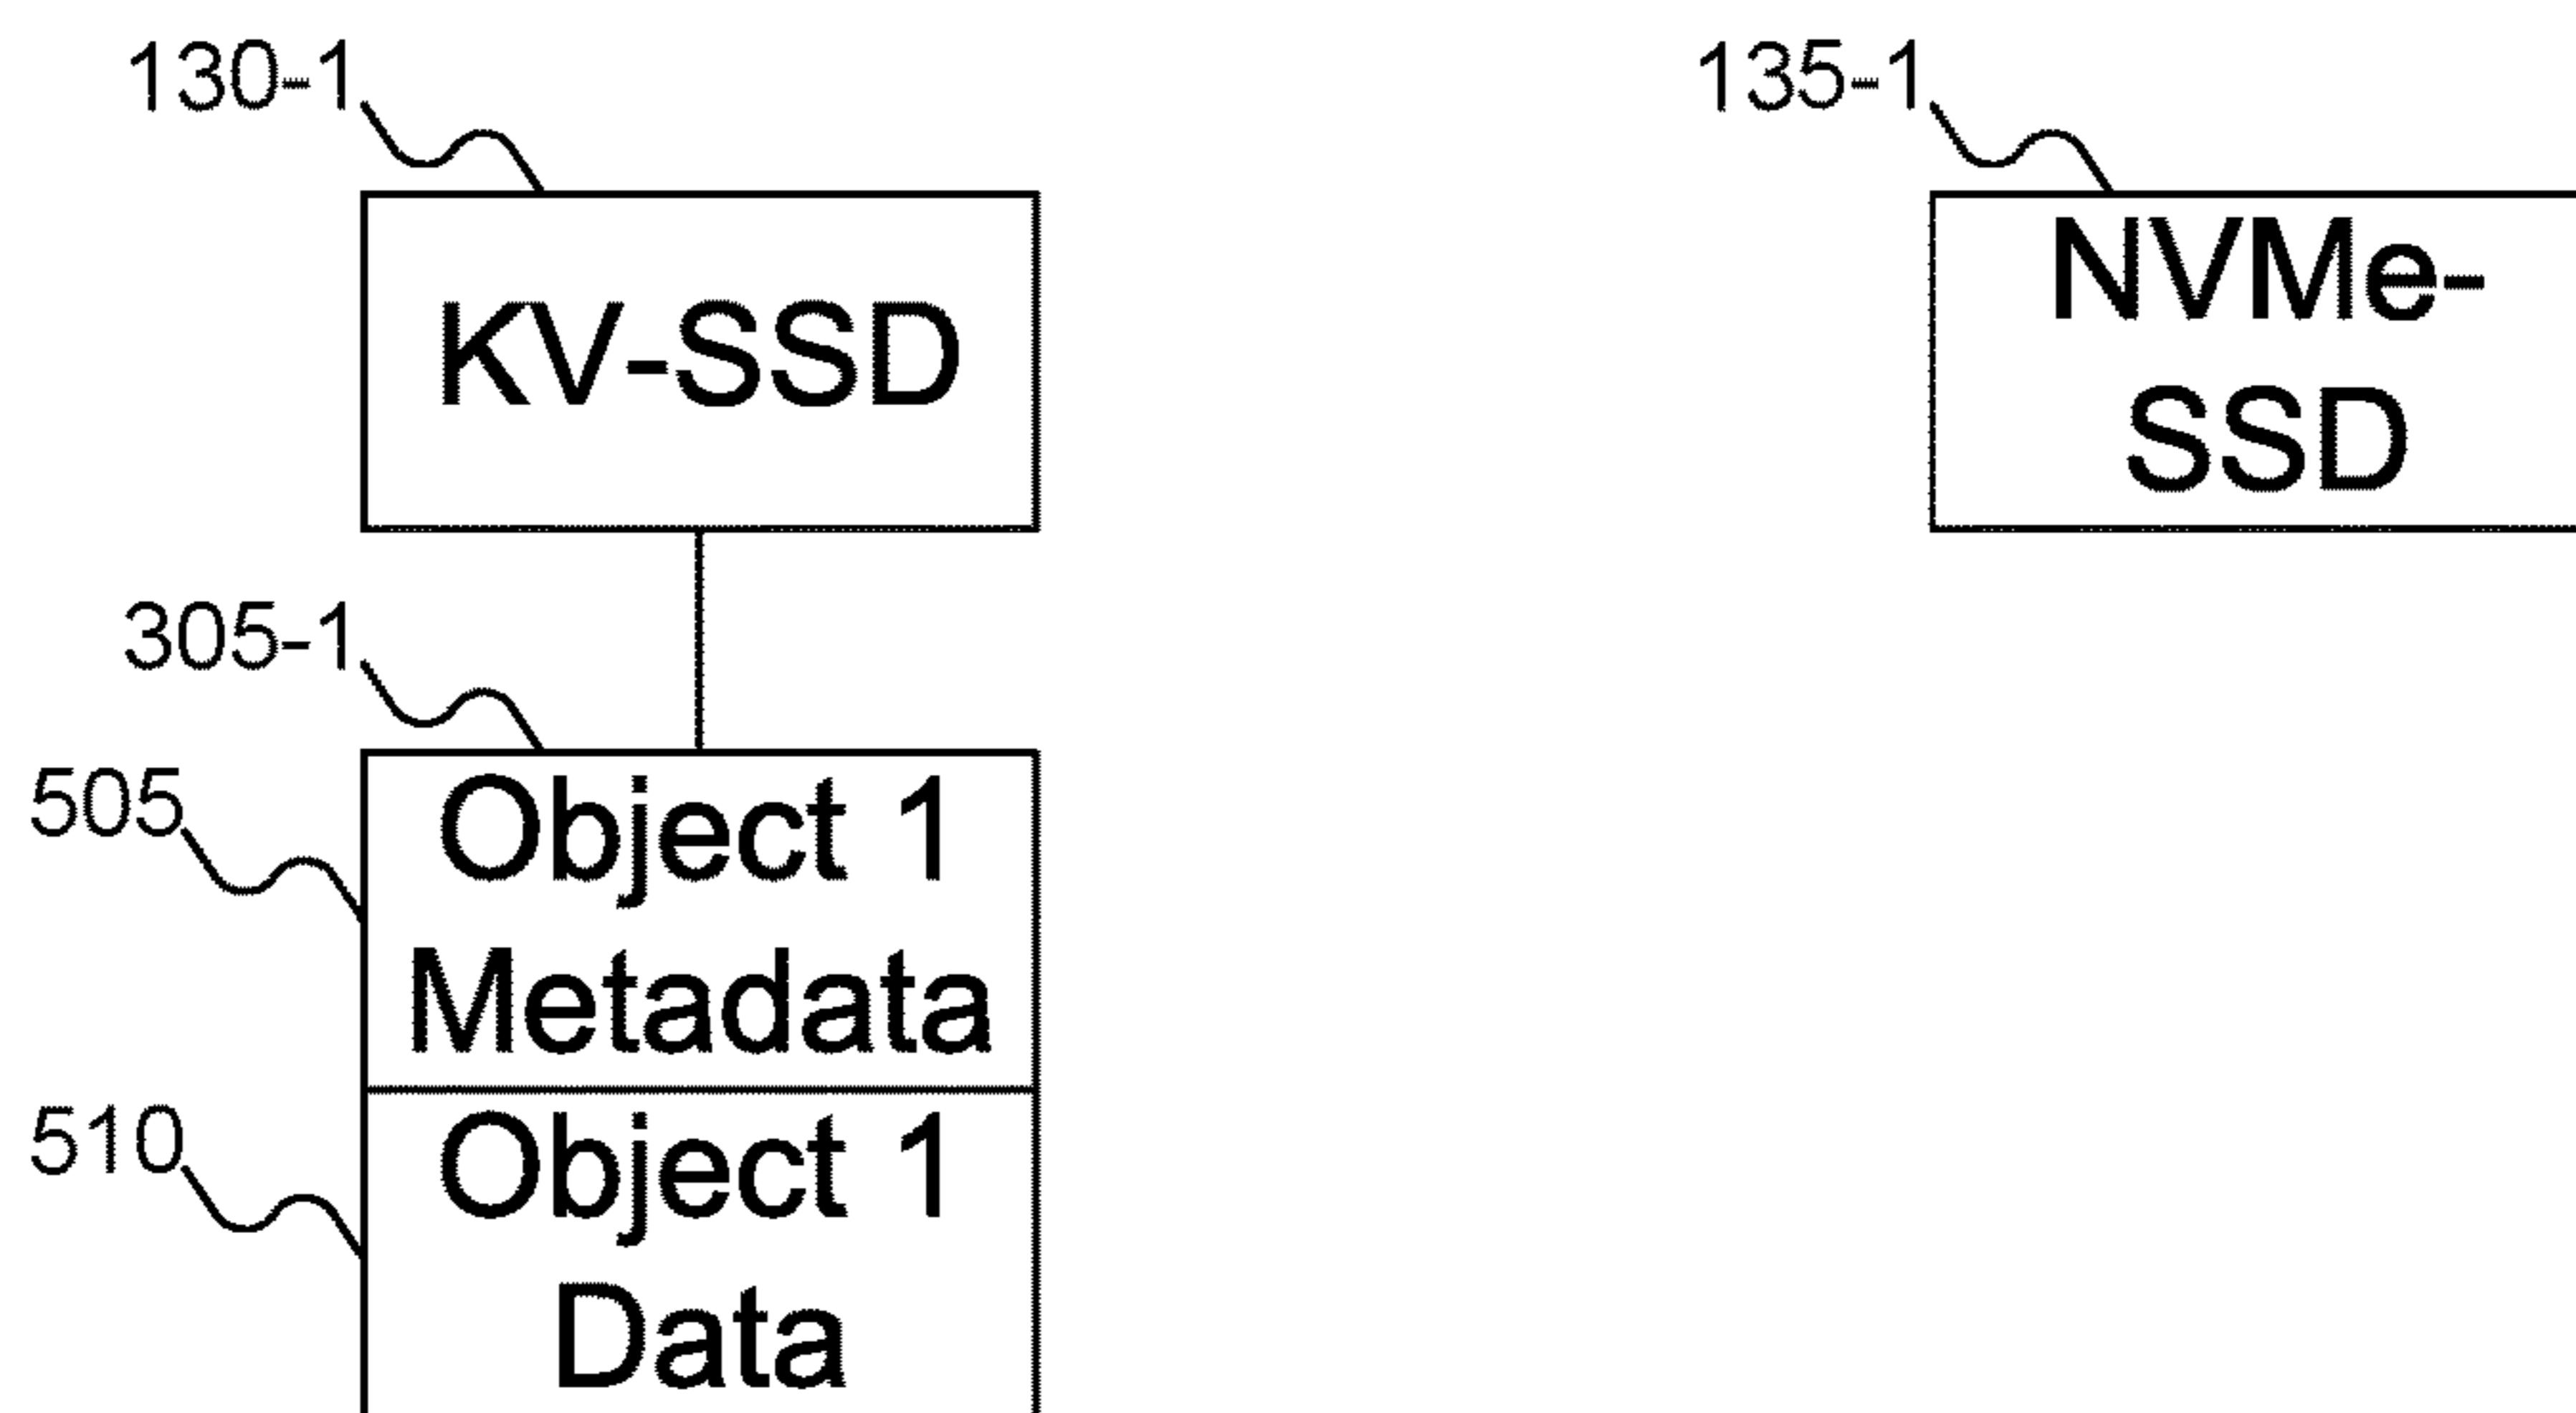 130-1
135-1
KV-SSD
NVMe-
SSD
305-1
505
Object 1
Metadata
510
Object 1
Data